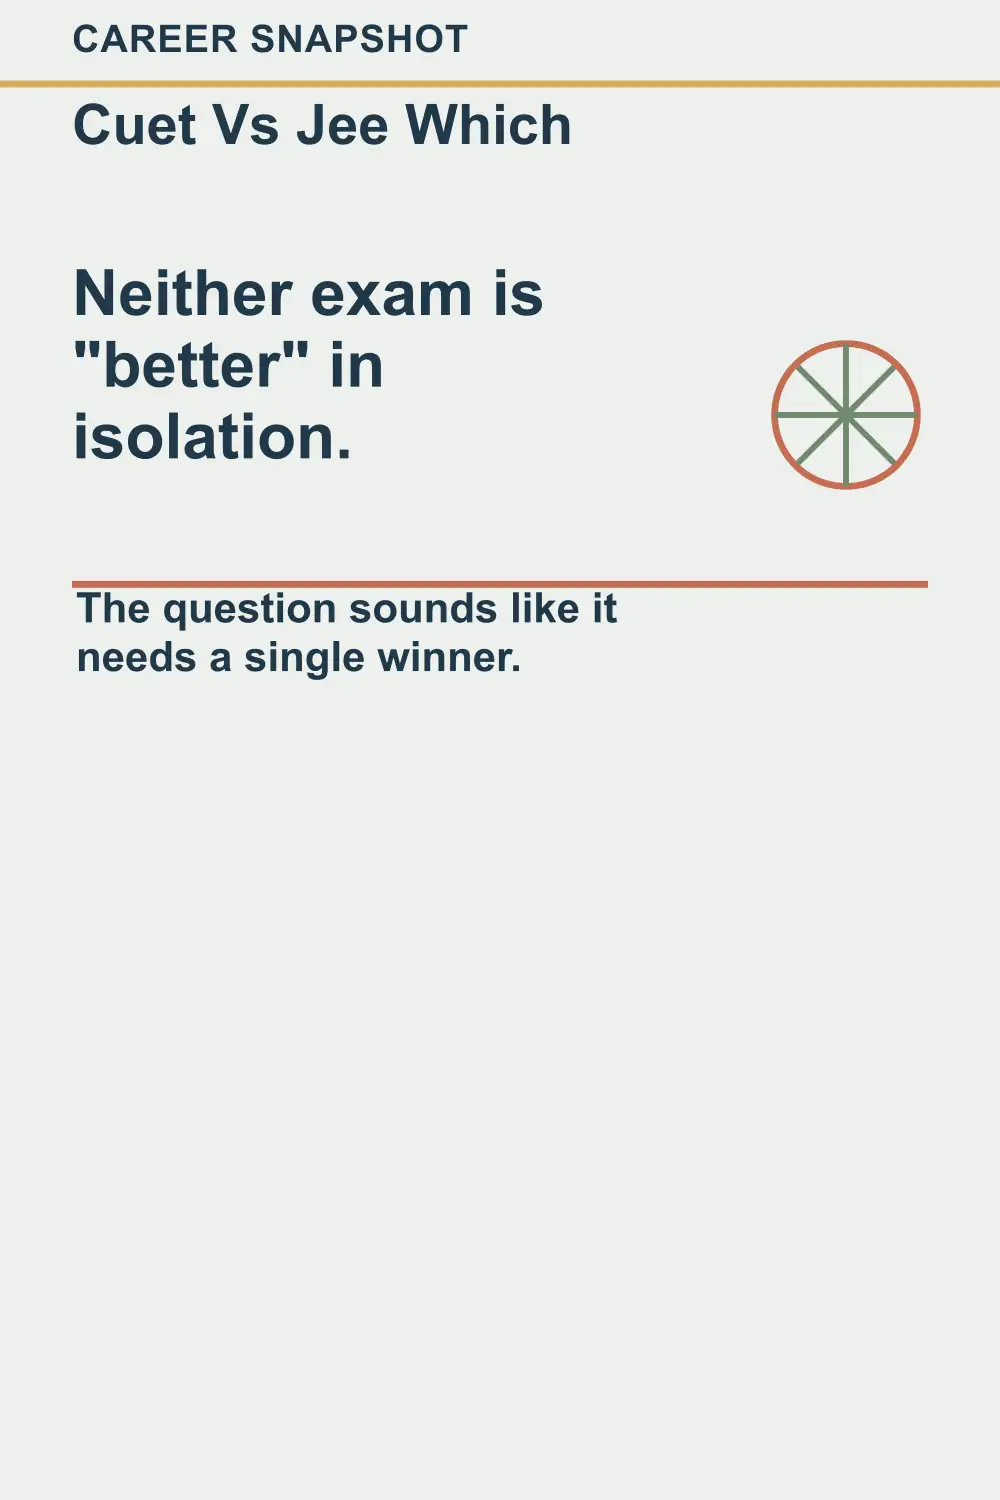 CAREER SNAPSHOT
Cuet Vs Jee Which
Neither exam is
"better" in
isolation.
The question sounds like it
needs a single winner.